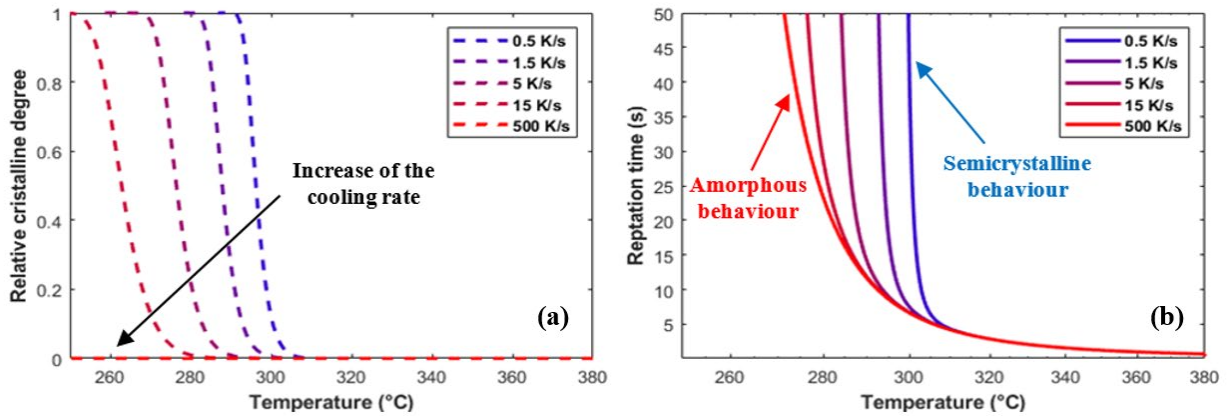 1
0.8
0.6
0.4
0.2
0
260 280 300 320 340 360 380
Relative cristalline degree
Temperature (°C)
0.5 K/s
1.5 K/s
5 K/s
15 K/s
500 K/s
Increase of the
cooling rate
(a)
50
45
40
35
30
25
20
15
10
5
260 280 300 320 340 360 380
Reptation time (s)
Temperature (°C)
0.5 K/s
1.5 K/s
5 K/s
15 K/s
500 K/s
Amorphous
behaviour
Semicrystalline
behaviour
(b)